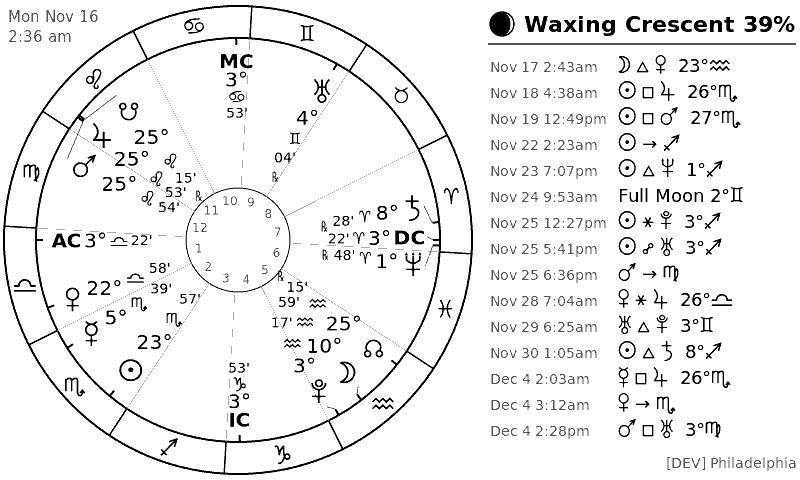 Mon Nov 16
2:36 am
MC
3°
♋
53'
♅
4°
♊
04'
℞
☋
♃ 25° ♌ 15'
♂ 25° ♌ 53' ℞
25° ♌ 54'
AC 3° ♎ 22'
♀ 22° ♎ 58'
☿ 5° ♏ 39'
☉ 23° ♏ 57'
℞ 28' ♈ 8° ♄
22' ♈ 3° DC
℞ 48' ♈ 1° ♆
℞ 15' ♒ 25° ☊
59' ♒ 10° ☽
17' ♒ 3° ♇
53'
♑
3°
IC
10 9
11 8
12 7
1 6
2 5
3 4
♋ ♊ ♉ ♈ ♓ ♒ ♑ ♐ ♏ ♎ ♍ ♌
Waxing Crescent 39%
Nov 17 2:43am ☽ △ ♀ 23°♒
Nov 18 4:38am ☉ □ ♃ 26°♏
Nov 19 12:49pm ☉ □ ♂ 27°♏
Nov 22 2:23am ☉ → ♐
Nov 23 7:07pm ☉ △ ♆ 1°♐
Nov 24 9:53am Full Moon 2°♊
Nov 25 12:27pm ☉ ⚹ ♇ 3°♐
Nov 25 5:41pm ☉ ☍ ♅ 3°♐
Nov 25 6:36pm ♂ → ♍
Nov 28 7:04am ♀ ⚹ ♃ 26°♎
Nov 29 6:25am ♅ △ ♇ 3°♊
Nov 30 1:05am ☉ △ ♄ 8°♐
Dec 4 2:03am ☿ □ ♃ 26°♏
Dec 4 3:12am ♀ → ♏
Dec 4 2:28pm ♂ □ ♅ 3°♍
[DEV] Philadelphia